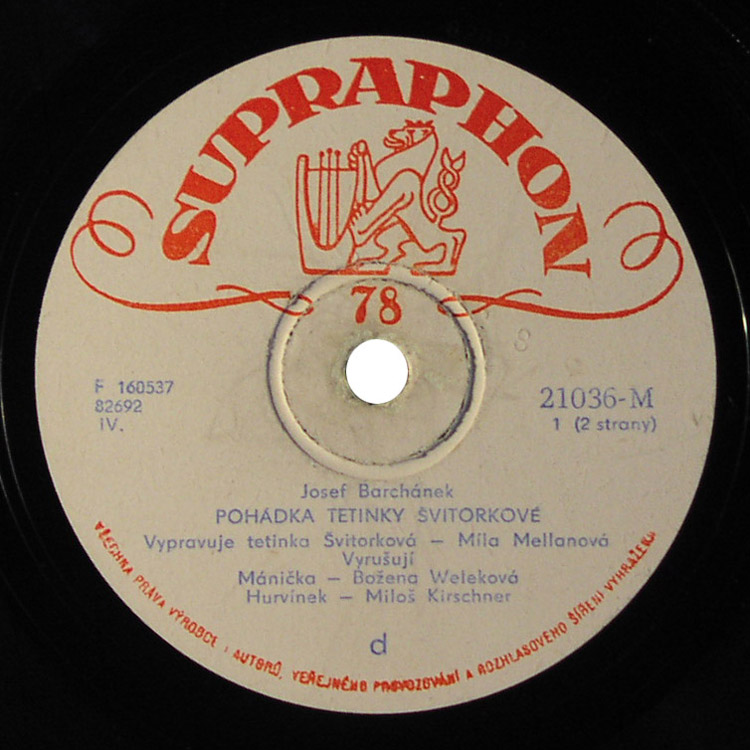 SUPRAPHON
78
F 160537
82692
IV.
21036-M
1 (2 strany)
Josef Barchánek
POHÁDKA TETINKY ŠVITORKOVÉ
Vypravuje tetinka Švitorková — Míla Mellanová
Vyrušují
Mánička — Božena Weleková
Hurvínek — Miloš Kirschner
d
VŠECHNA PRÁVA VÝROBCE I AUTORŮ, VEŘEJNÉHO PROVOZOVÁNÍ A ROZHLASOVÉHO ŠÍŘENÍ VYHRAŽENA